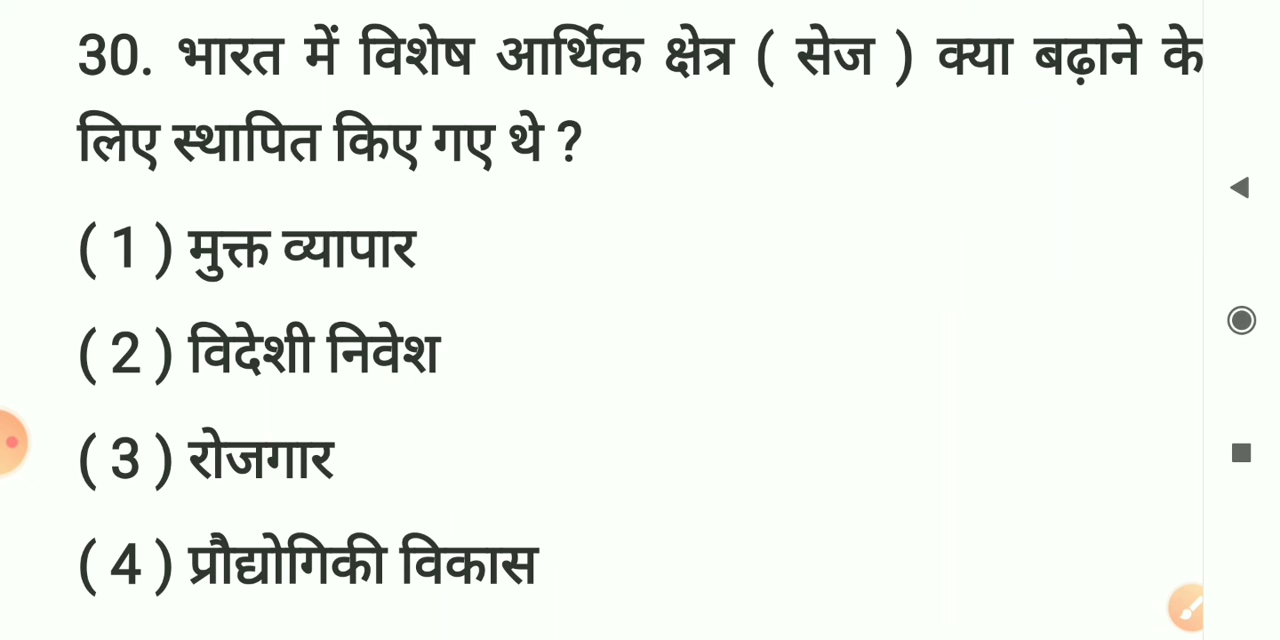 30. भारत में विशेष आर्थिक क्षेत्र ( सेज ) क्या बढ़ाने के
लिए स्थापित किए गए थे ?
( 1 ) मुक्त व्यापार
( 2 ) विदेशी निवेश
( 3 ) रोजगार
( 4 ) प्रौद्योगिकी विकास